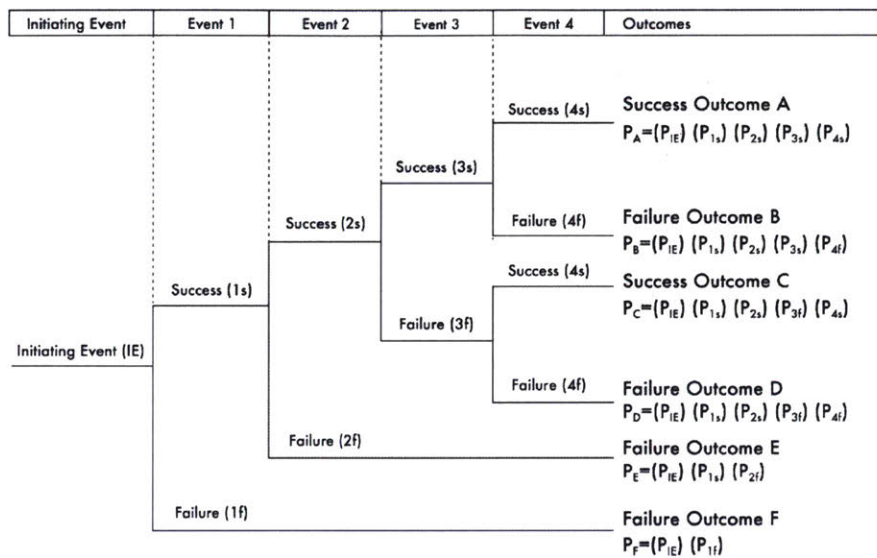 Initiating Event Event 1 Event 2 Event 3 Event 4 Outcomes
Success (4s)
Success Outcome A
P_A=(P_IE) (P_1s) (P_2s) (P_3s) (P_4s)
Success (3s)
Success (2s)
Failure (4f)
Failure Outcome B
P_B=(P_IE) (P_1s) (P_2s) (P_3s) (P_4f)
Success (4s)
Success Outcome C
Success (1s)
P_C=(P_IE) (P_1s) (P_2s) (P_3f) (P_4s)
Failure (3f)
Initiating Event (IE)
Failure (4f)
Failure Outcome D
P_D=(P_IE) (P_1s) (P_2s) (P_3f) (P_4f)
Failure (2f)
Failure Outcome E
P_E=(P_IE) (P_1s) (P_2f)
Failure (1f)
Failure Outcome F
P_F=(P_IE) (P_1f)